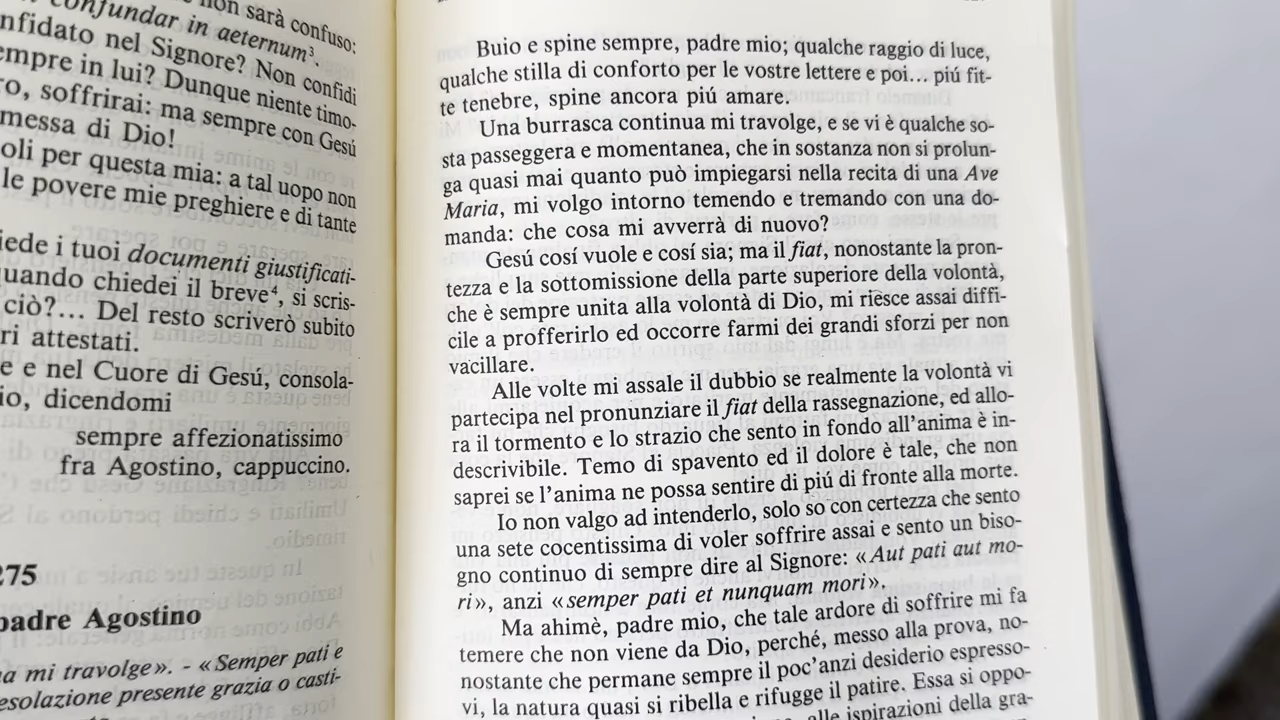 non sarà confuso:
confundar in aeternum³.
nfidato nel Signore? Non confidi
empre in lui? Dunque niente timo-
ro, soffrirai: ma sempre con Gesú
messa di Dio!
oli per questa mia: a tal uopo non
le povere mie preghiere e di tante
iede i tuoi documenti giustificati-
quando chiedei il breve⁴, si scris-
ciò?... Del resto scriverò subito
ri attestati.
e e nel Cuore di Gesú, consola-
io, dicendomi
sempre affezionatissimo
fra Agostino, cappuccino.
275
padre Agostino
na mi travolge». - «Semper pati e
esolazione presente grazia o casti-
Buio e spine sempre, padre mio; qualche raggio di luce,
qualche stilla di conforto per le vostre lettere e poi... piú fit-
te tenebre, spine ancora piú amare.
Una burrasca continua mi travolge, e se vi è qualche so-
sta passeggera e momentanea, che in sostanza non si prolun-
ga quasi mai quanto può impiegarsi nella recita di una Ave
Maria, mi volgo intorno temendo e tremando con una do-
manda: che cosa mi avverrà di nuovo?
Gesú cosí vuole e cosí sia; ma il fiat, nonostante la pron-
tezza e la sottomissione della parte superiore della volontà,
che è sempre unita alla volontà di Dio, mi riesce assai diffi-
cile a profferirlo ed occorre farmi dei grandi sforzi per non
vacillare.
Alle volte mi assale il dubbio se realmente la volontà vi
partecipa nel pronunziare il fiat della rassegnazione, ed allo-
ra il tormento e lo strazio che sento in fondo all'anima è in-
descrivibile. Temo di spavento ed il dolore è tale, che non
saprei se l'anima ne possa sentire di piú di fronte alla morte.
Io non valgo ad intenderlo, solo so con certezza che sento
una sete cocentissima di voler soffrire assai e sento un biso-
gno continuo di sempre dire al Signore: «Aut pati aut mo-
ri», anzi «semper pati et nunquam mori».
Ma ahimè, padre mio, che tale ardore di soffrire mi fa
temere che non viene da Dio, perché, messo alla prova, no-
nostante che permane sempre il poc'anzi desiderio espresso-
vi, la natura quasi si ribella e rifugge il patire. Essa si oppo-
alle ispirazioni della gra-